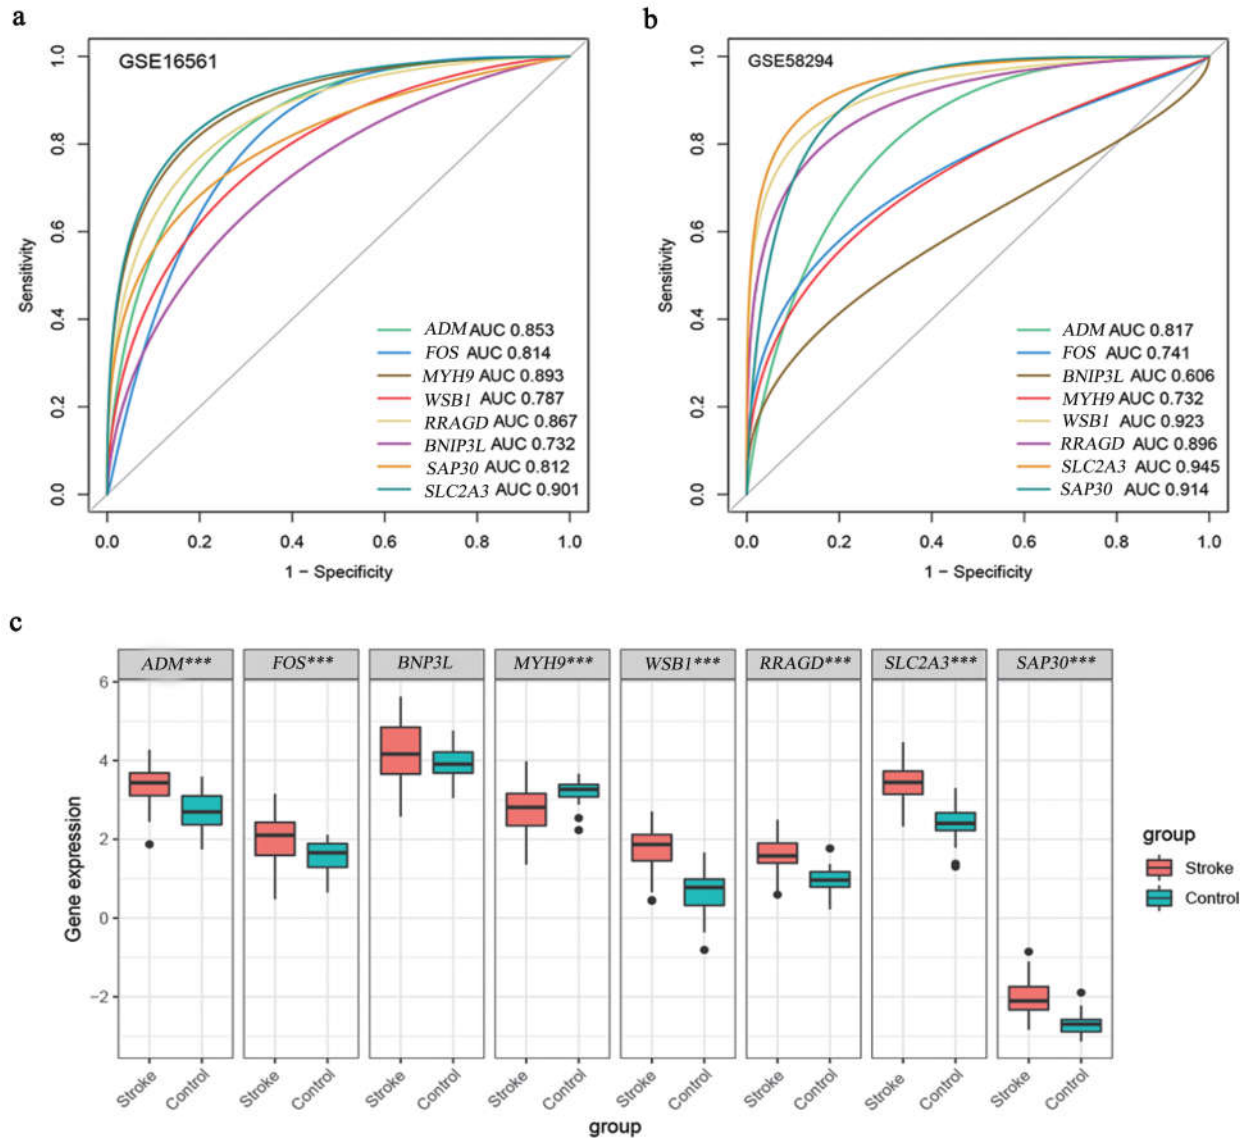 a
GSE16561
Sensitivity
1.0
0.8
0.6
0.4
0.2
0.0
ADM AUC 0.853
FOS AUC 0.814
MYH9 AUC 0.893
WSB1 AUC 0.787
RRAGD AUC 0.867
BNIP3L AUC 0.732
SAP30 AUC 0.812
SLC2A3 AUC 0.901
0.0 0.2 0.4 0.6 0.8 1.0
1 − Specificity
b
GSE58294
Sensitivity
1.0
0.8
0.6
0.4
0.2
0.0
ADM AUC 0.817
FOS AUC 0.741
BNIP3L AUC 0.606
MYH9 AUC 0.732
WSB1 AUC 0.923
RRAGD AUC 0.896
SLC2A3 AUC 0.945
SAP30 AUC 0.914
0.0 0.2 0.4 0.6 0.8 1.0
1 − Specificity
c
ADM*** FOS*** BNP3L MYH9*** WSB1*** RRAGD*** SLC2A3*** SAP30***
Gene expression
6
4
2
0
−2
Stroke Control Stroke Control Stroke Control Stroke Control Stroke Control Stroke Control Stroke Control Stroke Control
group
group
Stroke
Control